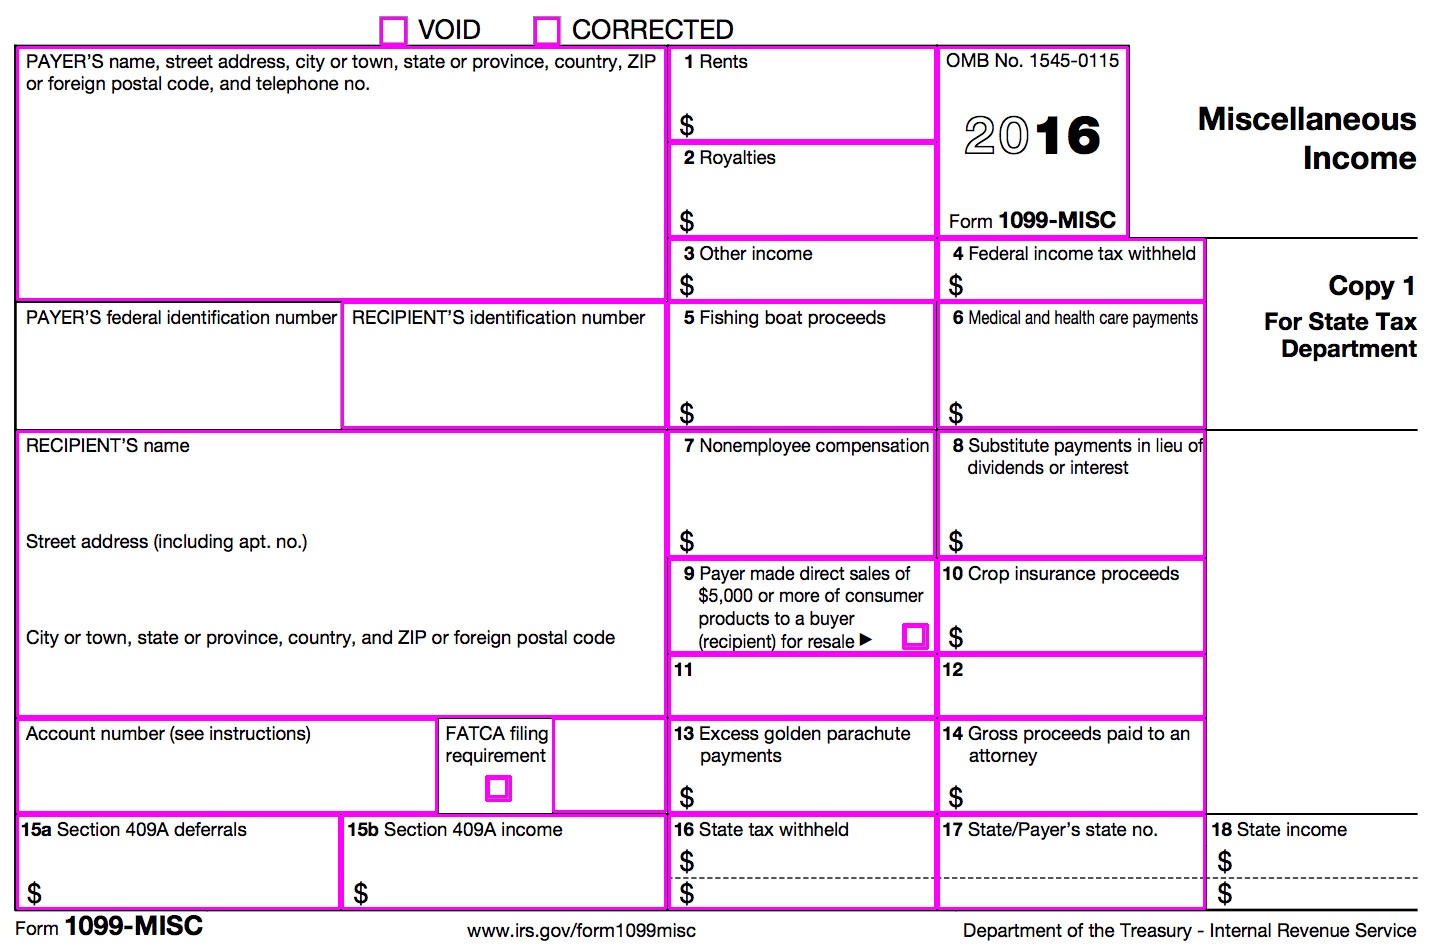 VOID CORRECTED
PAYER’S name, street address, city or town, state or province, country, ZIP
or foreign postal code, and telephone no.
1 Rents
$
2 Royalties
$
OMB No. 1545-0115
2016
Form 1099-MISC
Miscellaneous
Income
3 Other income
$
4 Federal income tax withheld
$
Copy 1
For State Tax
Department
PAYER’S federal identification number
RECIPIENT’S identification number
5 Fishing boat proceeds
$
6 Medical and health care payments
$
RECIPIENT’S name
Street address (including apt. no.)
City or town, state or province, country, and ZIP or foreign postal code
7 Nonemployee compensation
$
8 Substitute payments in lieu of
dividends or interest
$
9 Payer made direct sales of
$5,000 or more of consumer
products to a buyer
(recipient) for resale ▶
10 Crop insurance proceeds
$
11
12
Account number (see instructions)
FATCA filing
requirement
13 Excess golden parachute
payments
$
14 Gross proceeds paid to an
attorney
$
15a Section 409A deferrals
$
15b Section 409A income
$
16 State tax withheld
$
$
17 State/Payer’s state no.
18 State income
$
$
Form 1099-MISC
www.irs.gov/form1099misc
Department of the Treasury - Internal Revenue Service